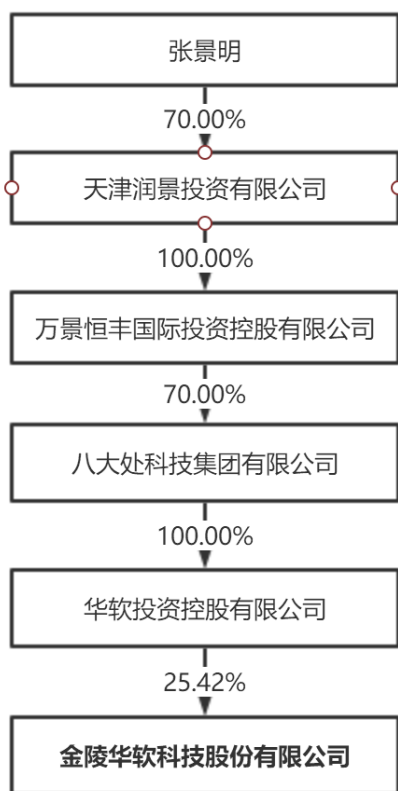 张景明
70.00%
天津润景投资有限公司
100.00%
万景恒丰国际投资控股有限公司
70.00%
八大处科技集团有限公司
100.00%
华软投资控股有限公司
25.42%
金陵华软科技股份有限公司